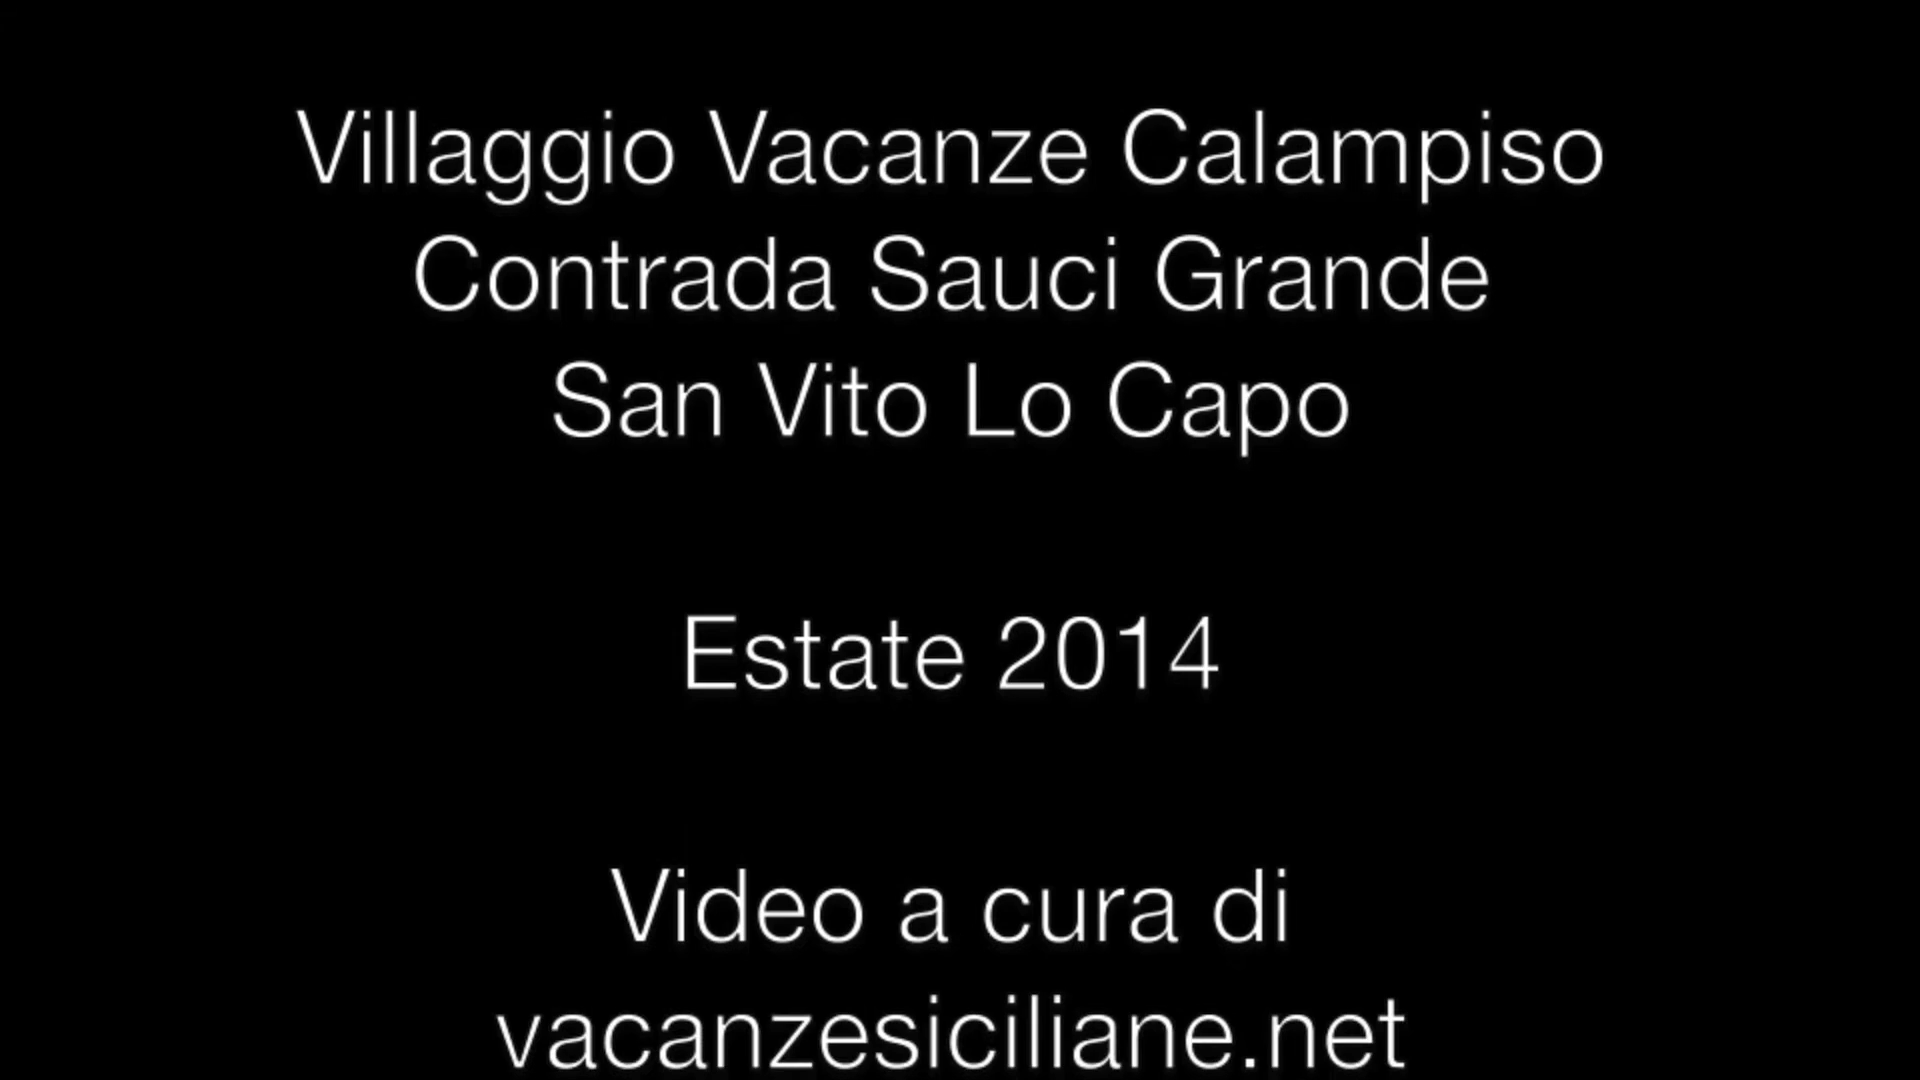 Villaggio Vacanze Calampiso
Contrada Sauci Grande
San Vito Lo Capo
Estate 2014
Video a cura di
vacanzesiciliane.net